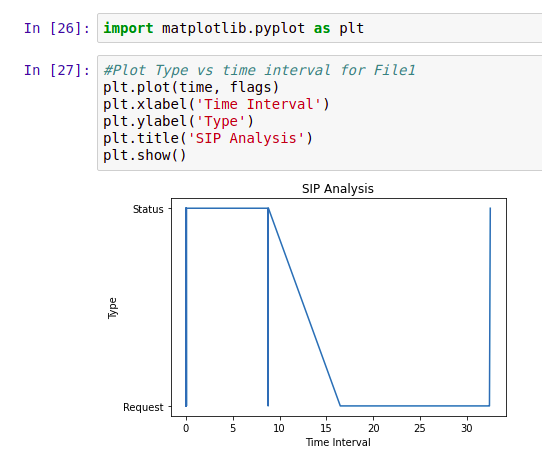 In [26]: import matplotlib.pyplot as plt
In [27]: #Plot Type vs time interval for File1
plt.plot(time, flags)
plt.xlabel('Time Interval')
plt.ylabel('Type')
plt.title('SIP Analysis')
plt.show()
SIP Analysis
Status
Type
Request
0 5 10 15 20 25 30
Time Interval